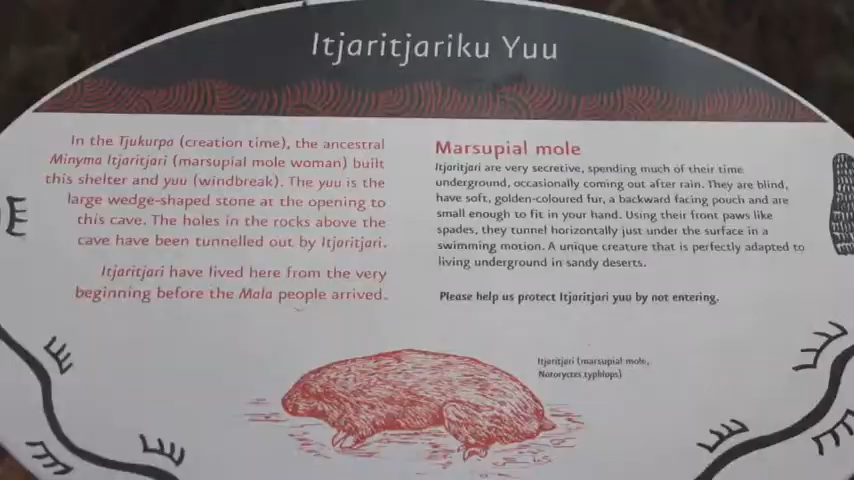 Itjaritjariku Yuu
In the Tjukurpa (creation time), the ancestral
Minyma Itjaritjari (marsupial mole woman) built
this shelter and yuu (windbreak). The yuu is the
large wedge-shaped stone at the opening to
this cave. The holes in the rocks above the
cave have been tunnelled out by Itjaritjari.
Itjaritjari have lived here from the very
beginning before the Mala people arrived.
Marsupial mole
Itjaritjari are very secretive, spending much of their time
underground, occasionally coming out after rain. They are blind,
have soft, golden-coloured fur, a backward facing pouch and are
small enough to fit in your hand. Using their front paws like
spades, they tunnel horizontally just under the surface in a
swimming motion. A unique creature that is perfectly adapted to
living underground in sandy deserts.
Please help us protect Itjaritjari yuu by not entering.
Itjaritjari (marsupial mole,
Notoryctes typhlops)